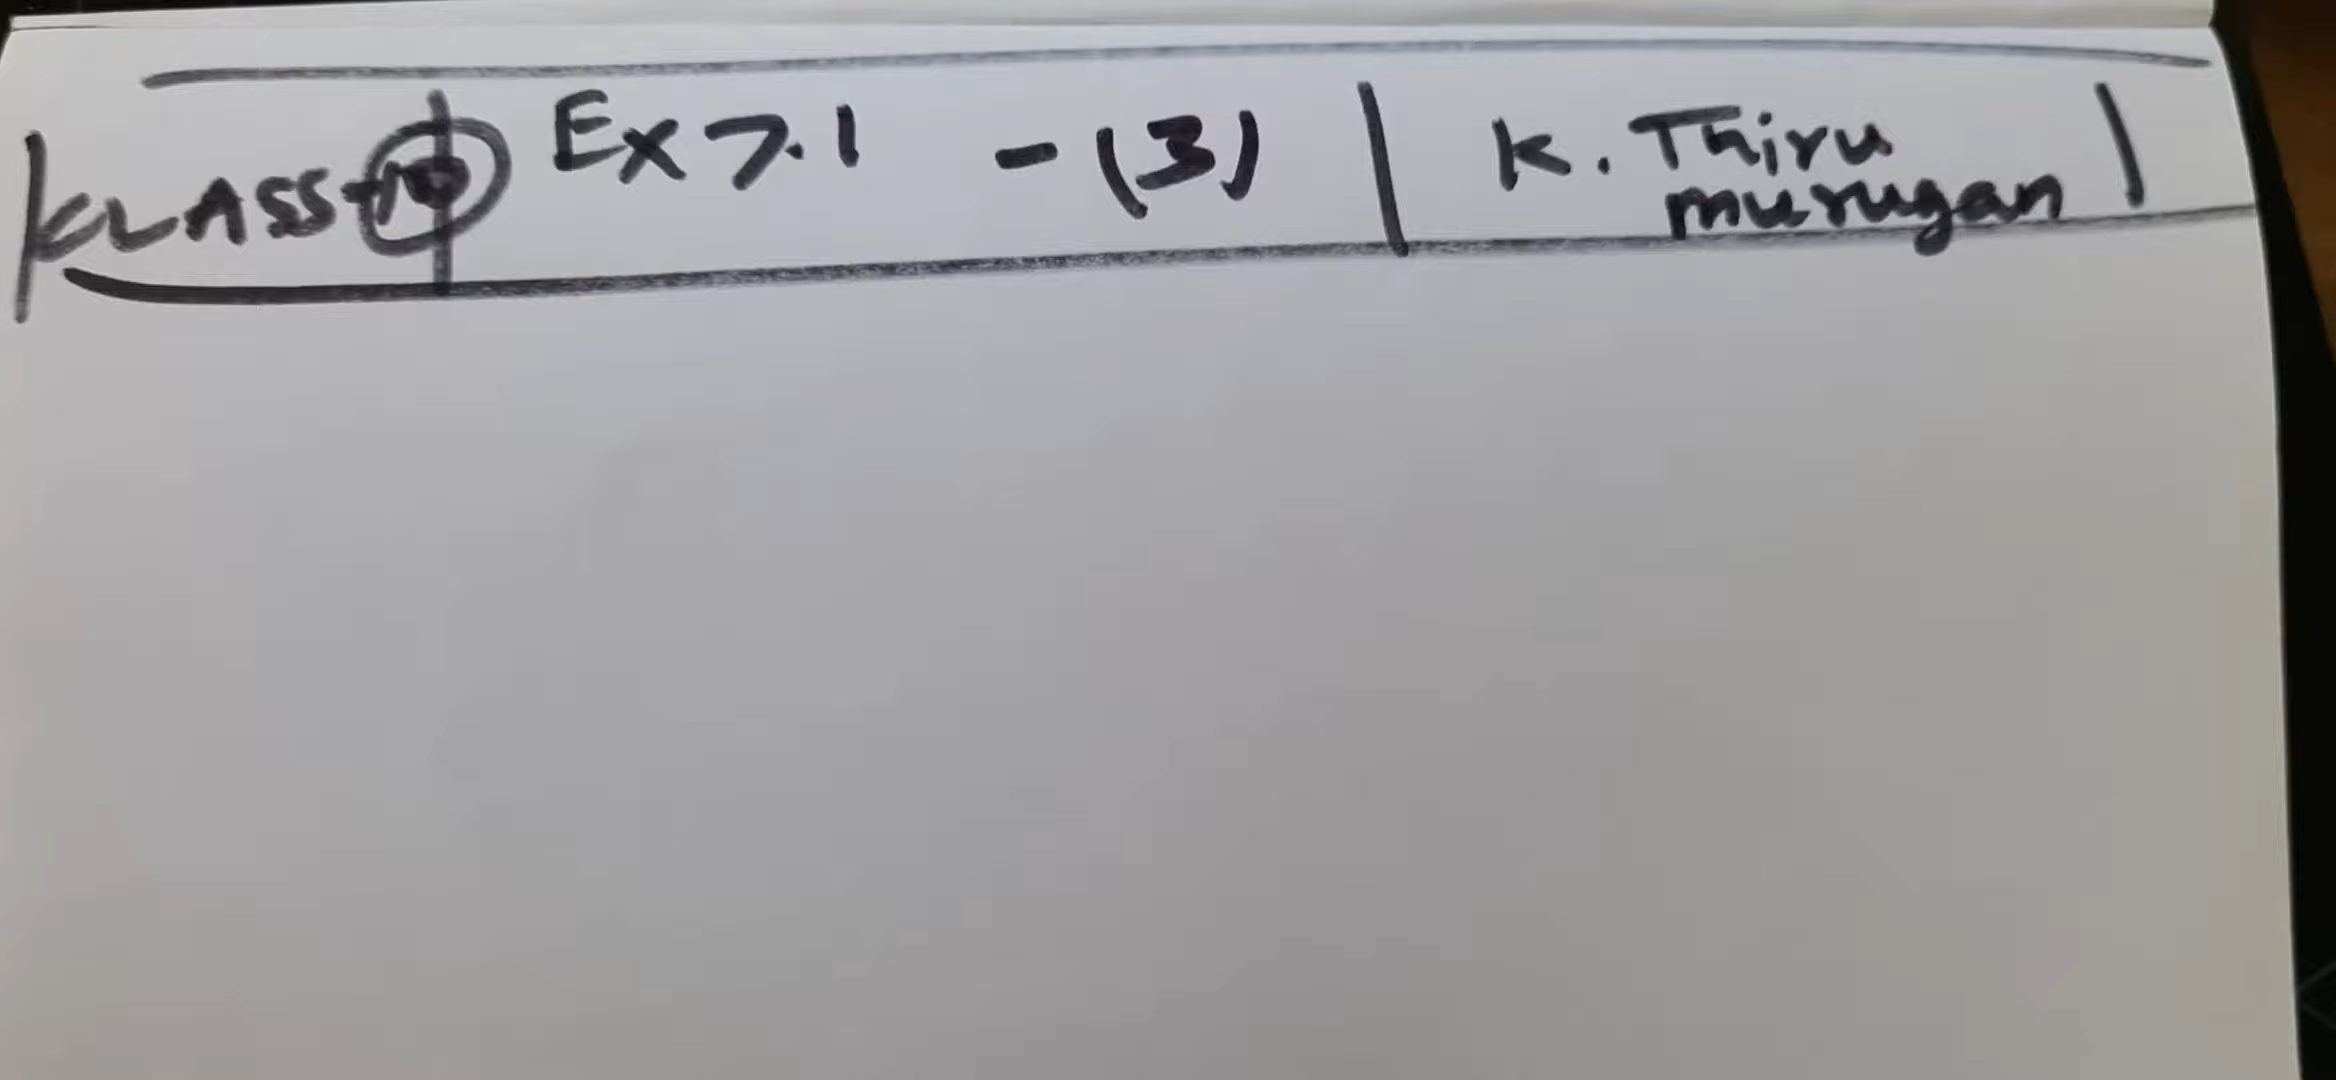 KLASS-10 Ex 7.1 - (3) | K. Thiru
murugan |